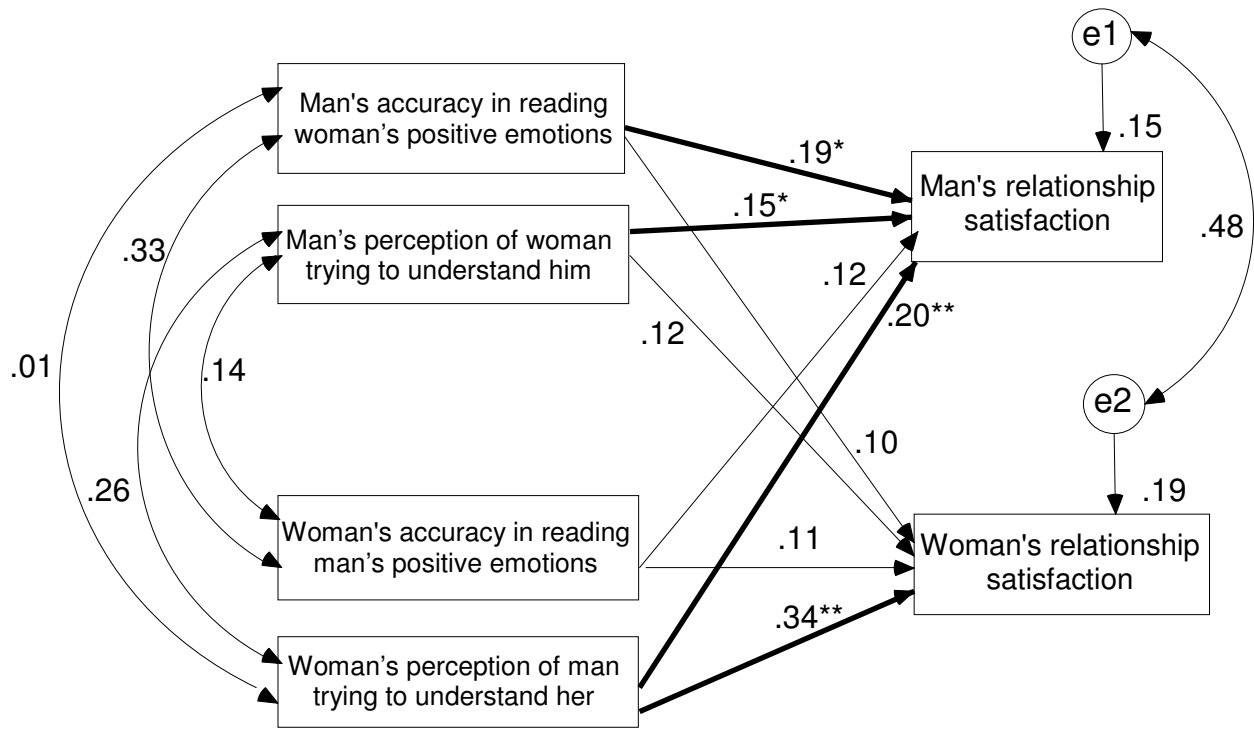 e1
Man's accuracy in reading
woman’s positive emotions
.15
.19*
Man's relationship
satisfaction
.15*
Man’s perception of woman
trying to understand him
.33
.48
.12
.20**
.12
.01
.14
e2
.10
.26
.19
Woman's accuracy in reading
man’s positive emotions
.11
Woman's relationship
satisfaction
.34**
Woman’s perception of man
trying to understand her